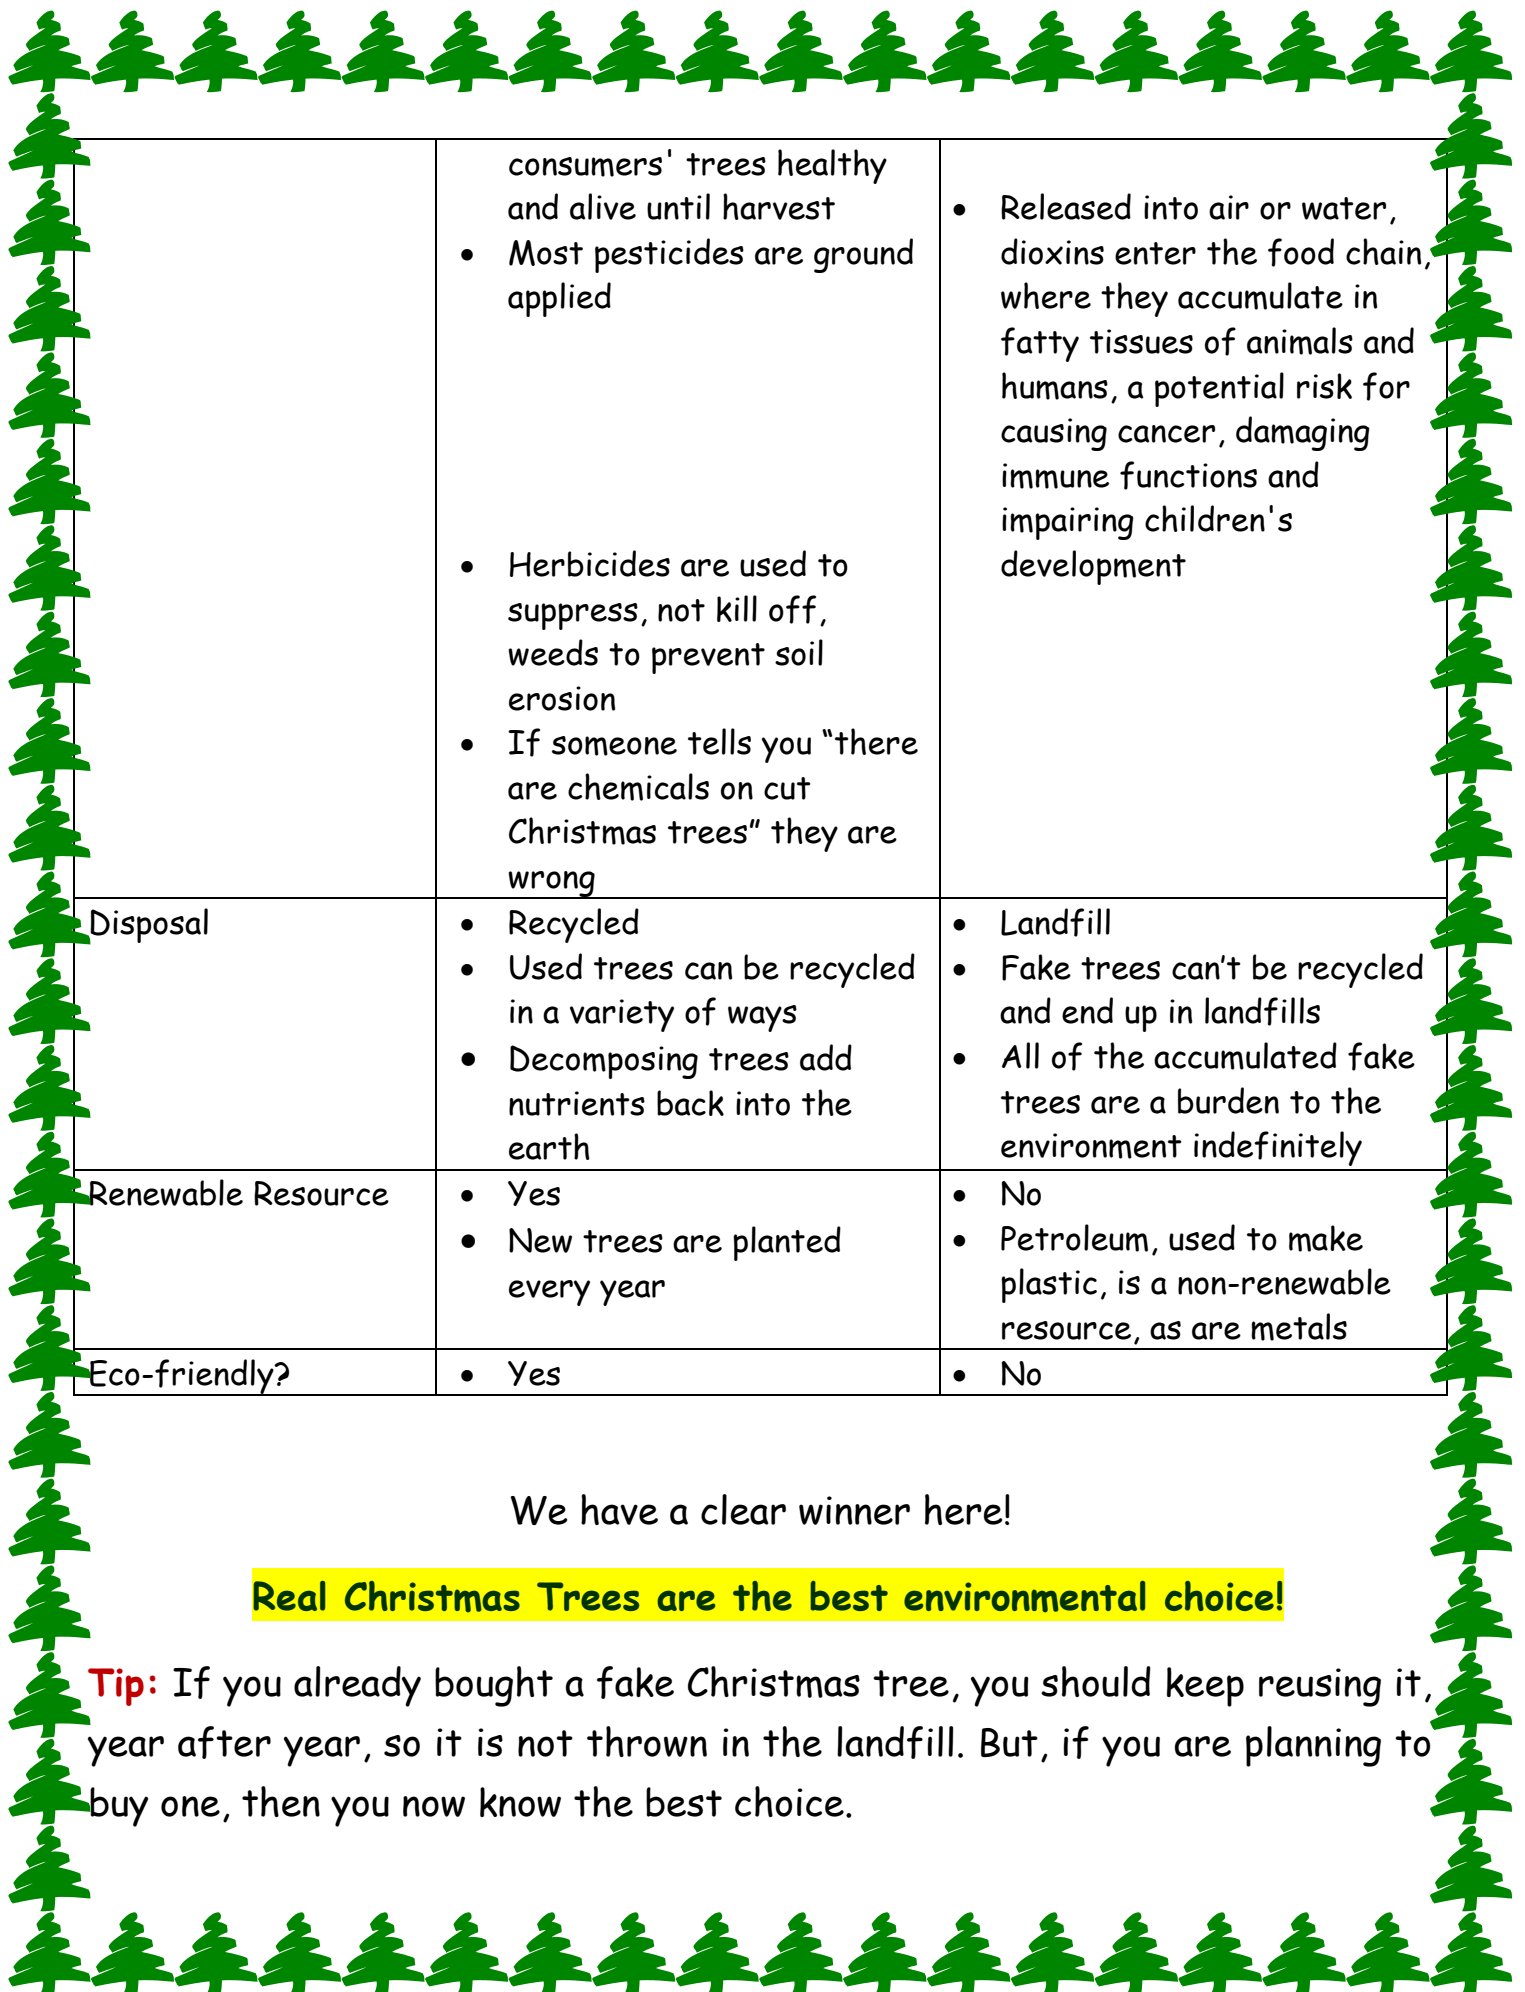 consumers' trees healthy
and alive until harvest
• Most pesticides are ground
applied
• Herbicides are used to
suppress, not kill off,
weeds to prevent soil
erosion
• If someone tells you “there
are chemicals on cut
Christmas trees” they are
wrong
• Released into air or water,
dioxins enter the food chain,
where they accumulate in
fatty tissues of animals and
humans, a potential risk for
causing cancer, damaging
immune functions and
impairing children's
development
Disposal
• Recycled
• Used trees can be recycled
in a variety of ways
• Decomposing trees add
nutrients back into the
earth
• Landfill
• Fake trees can’t be recycled
and end up in landfills
• All of the accumulated fake
trees are a burden to the
environment indefinitely
Renewable Resource
• Yes
• New trees are planted
every year
• No
• Petroleum, used to make
plastic, is a non-renewable
resource, as are metals
Eco-friendly?
• Yes
• No
We have a clear winner here!
Real Christmas Trees are the best environmental choice!
Tip: If you already bought a fake Christmas tree, you should keep reusing it,
year after year, so it is not thrown in the landfill. But, if you are planning to
buy one, then you now know the best choice.